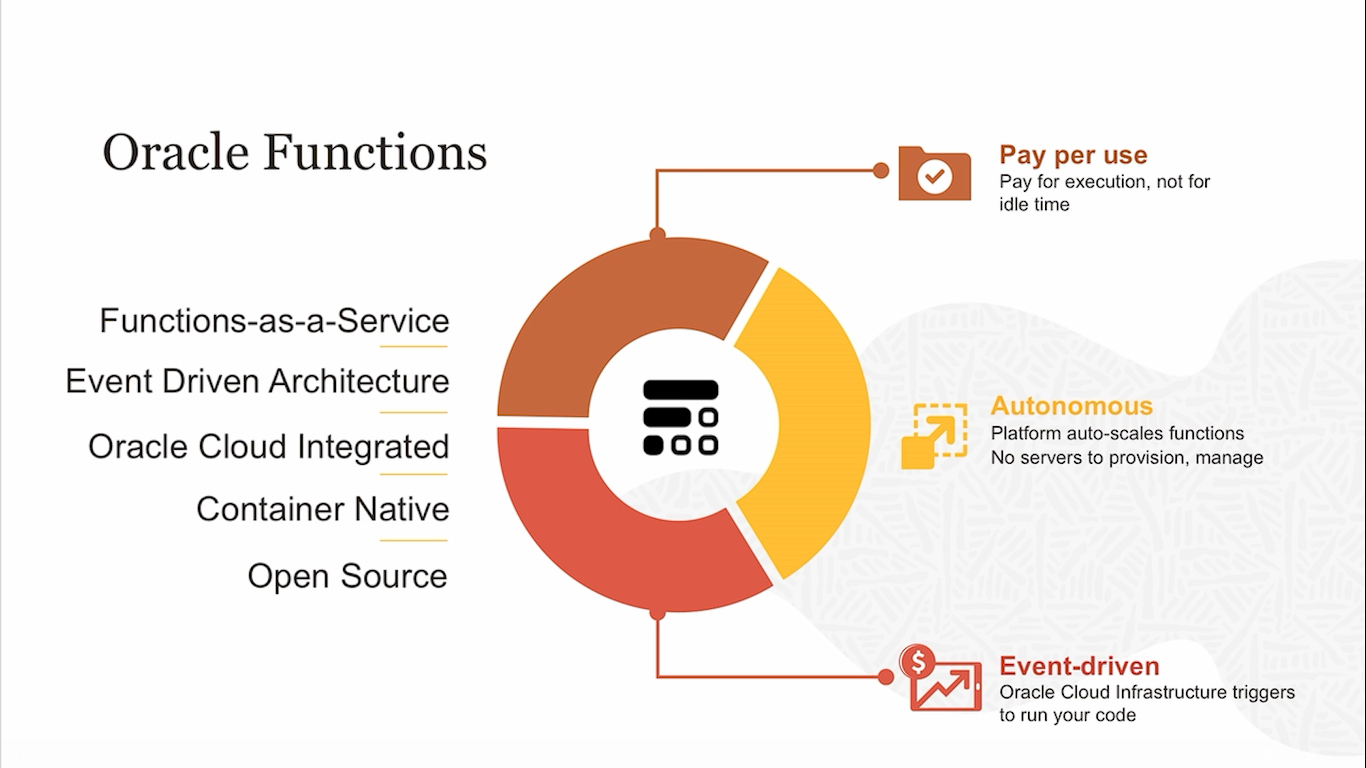 Oracle Functions
Functions-as-a-Service
Event Driven Architecture
Oracle Cloud Integrated
Container Native
Open Source
Pay per use
Pay for execution, not for
idle time
Autonomous
Platform auto-scales functions
No servers to provision, manage
$
Event-driven
Oracle Cloud Infrastructure triggers
to run your code